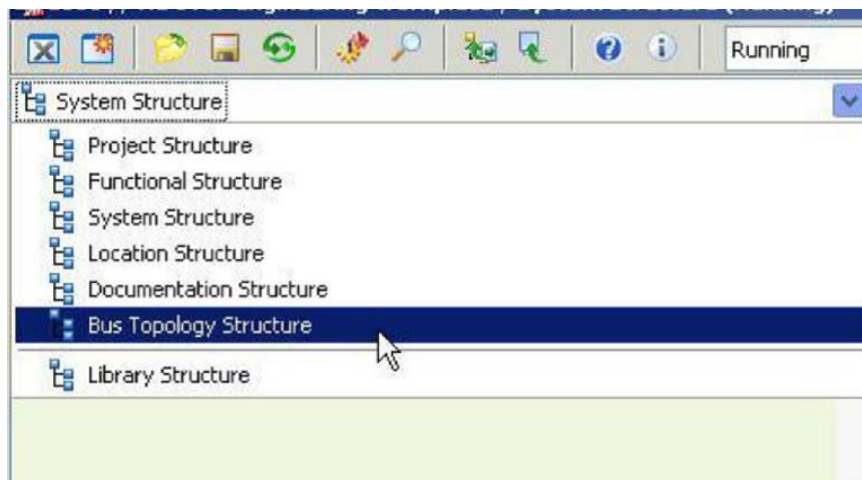 Running
System Structure
Project Structure
Functional Structure
System Structure
Location Structure
Documentation Structure
Bus Topology Structure
Library Structure